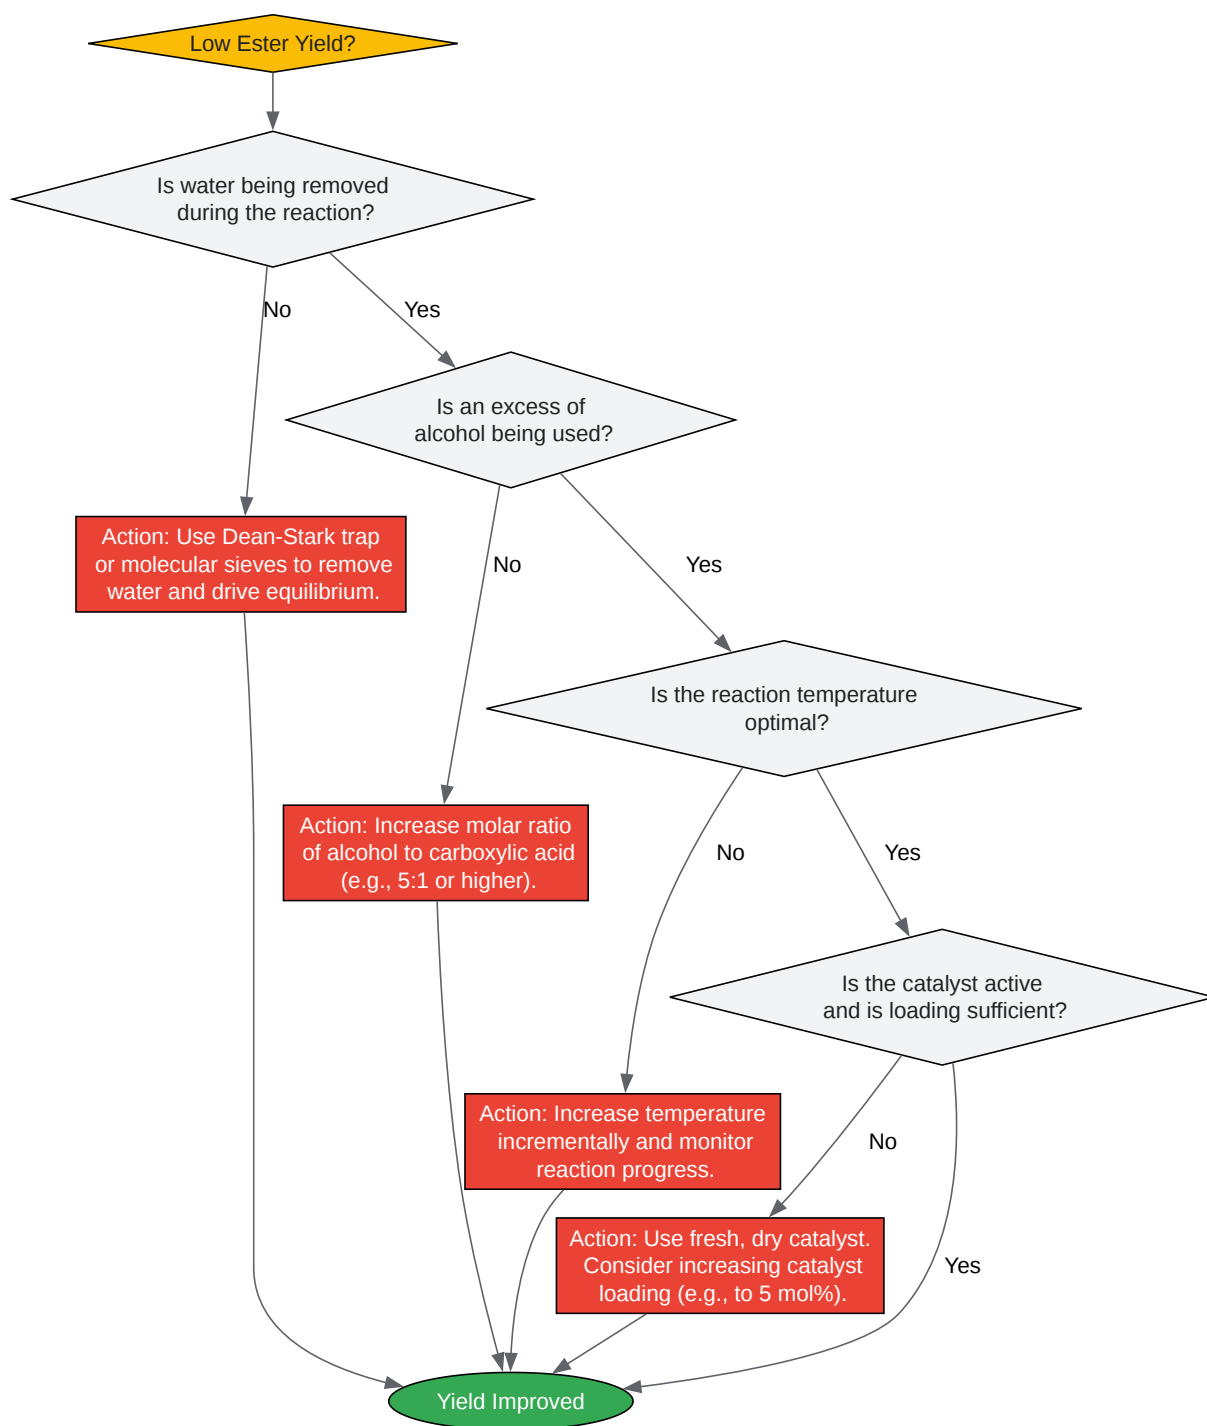 Low Ester Yield?
Is water being removed
during the reaction?
No
Yes
Is an excess of
alcohol being used?
Action: Use Dean-Stark trap
or molecular sieves to remove
water and drive equilibrium.
No
Yes
Is the reaction temperature
optimal?
Action: Increase molar ratio
of alcohol to carboxylic acid
(e.g., 5:1 or higher).
No
Yes
Is the catalyst active
and is loading sufficient?
Action: Increase temperature
incrementally and monitor
reaction progress.
No
Action: Use fresh, dry catalyst.
Consider increasing catalyst
loading (e.g., to 5 mol%).
Yes
Yield Improved